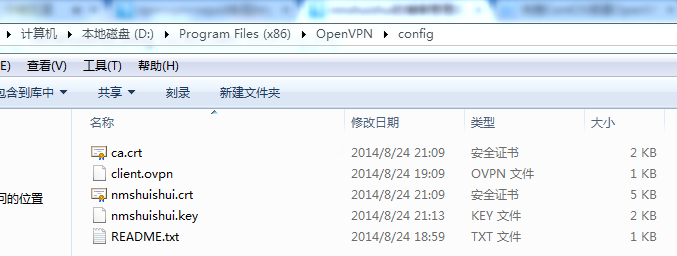 计算机 本地磁盘 (D:) Program Files (x86) OpenVPN config
(E) 查看(V) 工具(T) 帮助(H)
包含到库中 共享 刻录 新建文件夹
名称 修改日期 类型 大小
ca.crt 2014/8/24 21:09 安全证书 2 KB
client.ovpn 2014/8/24 19:09 OVPN 文件 1 KB
问的位置 nmshuishui.crt 2014/8/24 21:09 安全证书 5 KB
nmshuishui.key 2014/8/24 21:13 KEY 文件 2 KB
README.txt 2014/8/24 18:59 TXT 文件 1 KB